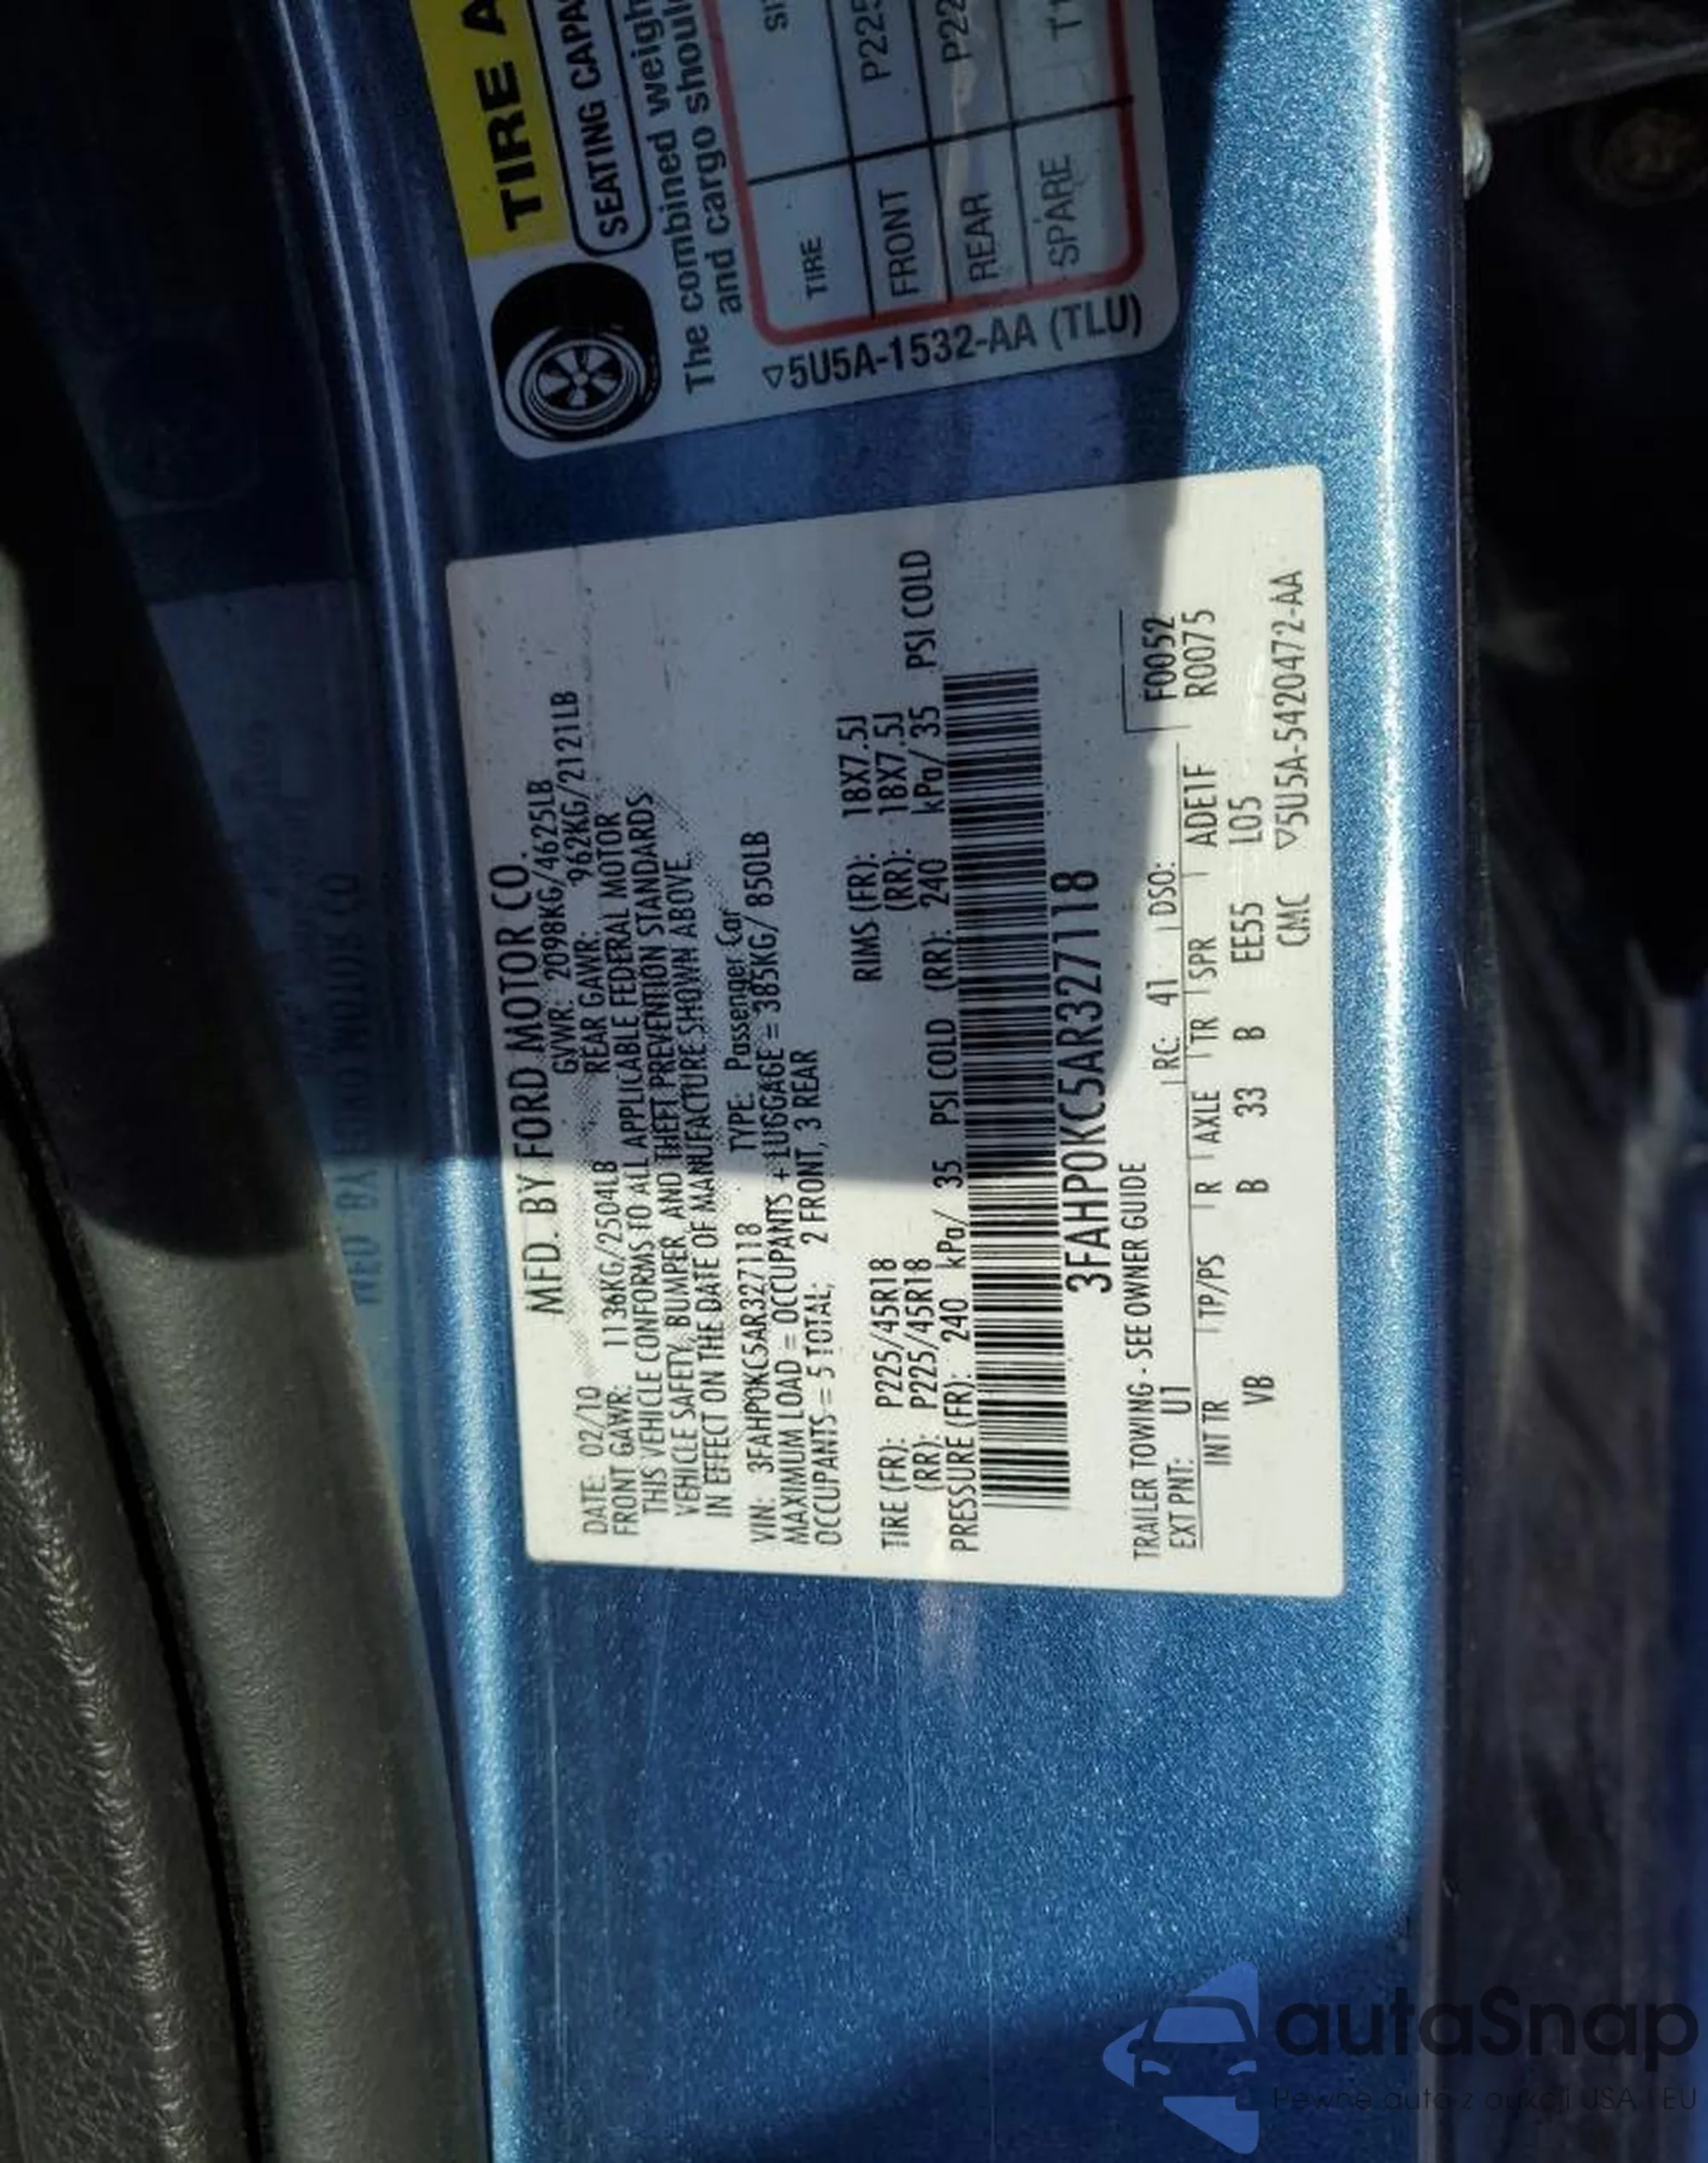 MFD. BY FORD MOTOR CO.
DATE: 02/10 GVWR: 2098KG/4625LB
FRONT GAWR: 1136KG/2504LB REAR GAWR: 962KG/2121LB
THIS VEHICLE CONFORMS TO ALL APPLICABLE FEDERAL MOTOR
VEHICLE SAFETY, BUMPER, AND THEFT PREVENTION STANDARDS
IN EFFECT ON THE DATE OF MANUFACTURE SHOWN ABOVE.
VIN: 3FAHP0KC5AR327118 TYPE: Passenger Car
MAXIMUM LOAD = OCCUPANTS + LUGGAGE = 385KG/ 850LB
OCCUPANTS = 5 TOTAL; 2 FRONT, 3 REAR
TIRE (FR): P225/45R18 RIMS (FR): 18X7.5J
(RR): P225/45R18 (RR): 18X7.5J
PRESSURE (FR): 240 kPa/ 35 PSI COLD (RR): 240 kPa/ 35 PSI COLD
3FAHP0KC5AR327118
TRAILER TOWING - SEE OWNER GUIDE F0052
EXT PNT: U1 RC: 41 DSO: R0075
INT TR TP/PS R AXLE TR SPR ADE1F
VB B 33 B EE55 L05
CMC ▽5U5A-5420472-AA
TIRE A
SEATING CAPA
The combined weigh
and cargo shoul
TIRE
FRONT P225
REAR P22
SPARE T1
▽5U5A-1532-AA (TLU)
autaSnap
Pewne auto z aukcji USA i EU